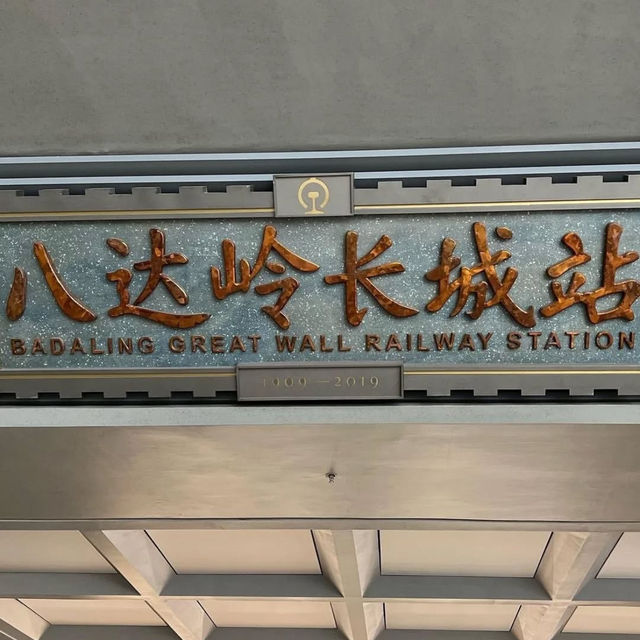 八达岭长城站
BADALING GREAT WALL RAILWAY STATION
1909—2019